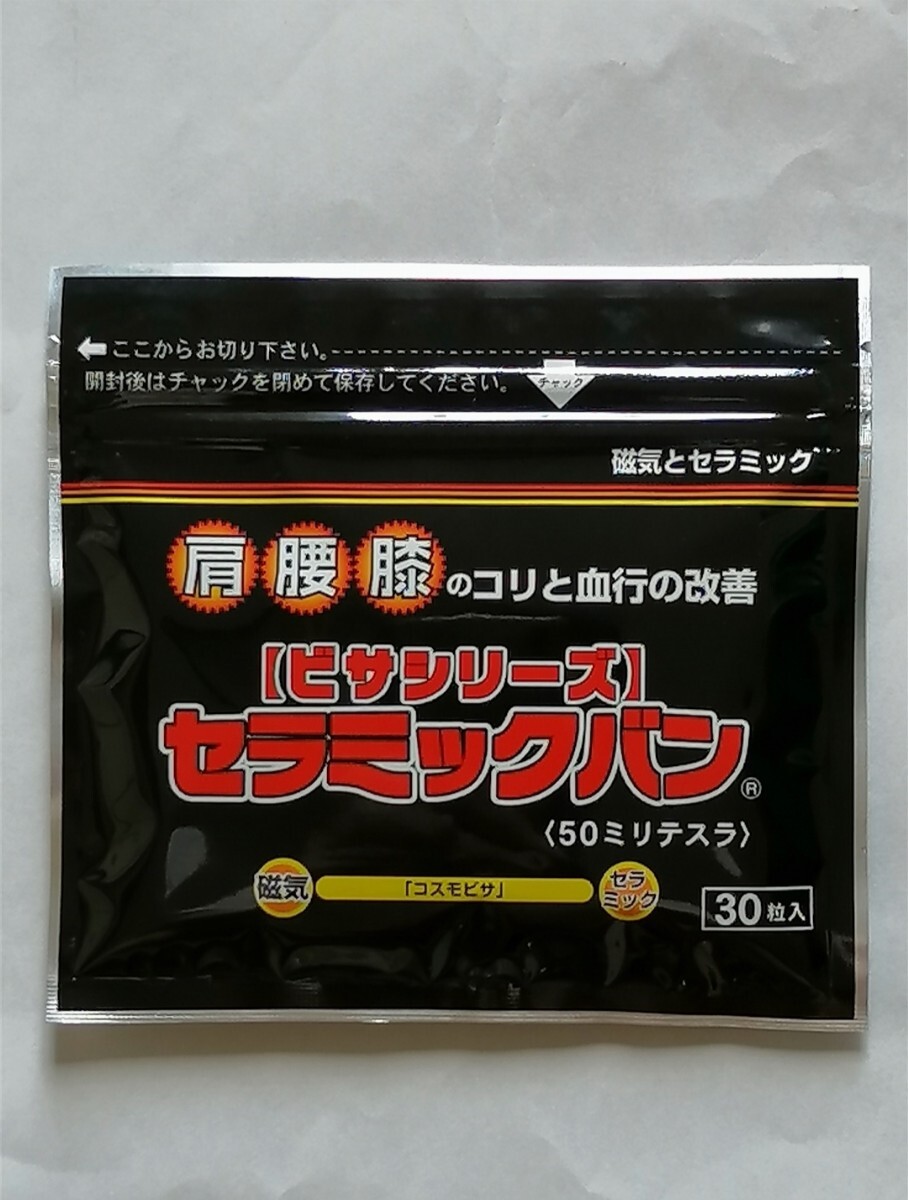 ここからお切り下さい。
開封後はチャックを閉めて保存してください。
チャック
磁気とセラミック
肩 腰 膝のコリと血行の改善
【ビサシリーズ】
セラミックバン®
〈50ミリテスラ〉
磁気 「コスモビサ」 セラミック
30粒入